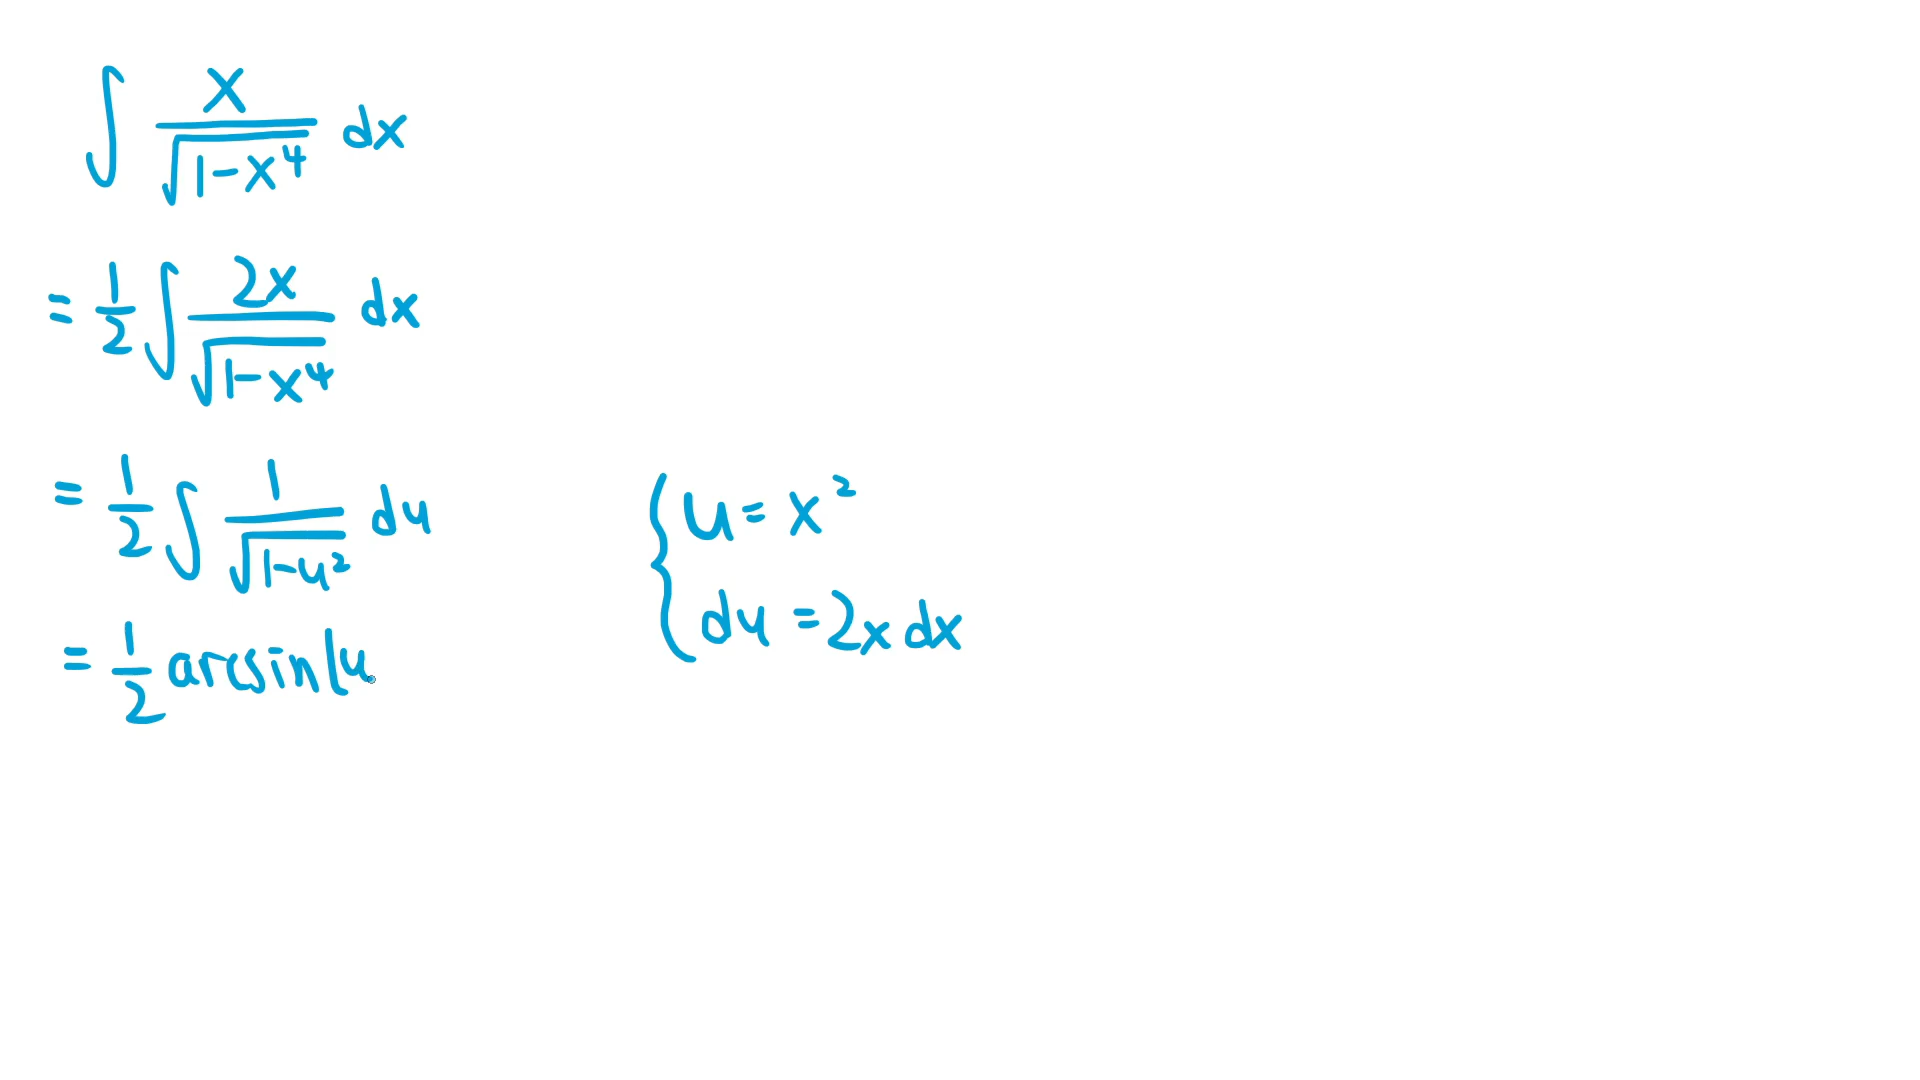 ∫ x/√(1-x⁴) dx
= 1/2 ∫ 2x/√(1-x⁴) dx
= 1/2 ∫ 1/√(1-u²) du
{ u = x²
du = 2x dx
= 1/2 arcsin(u